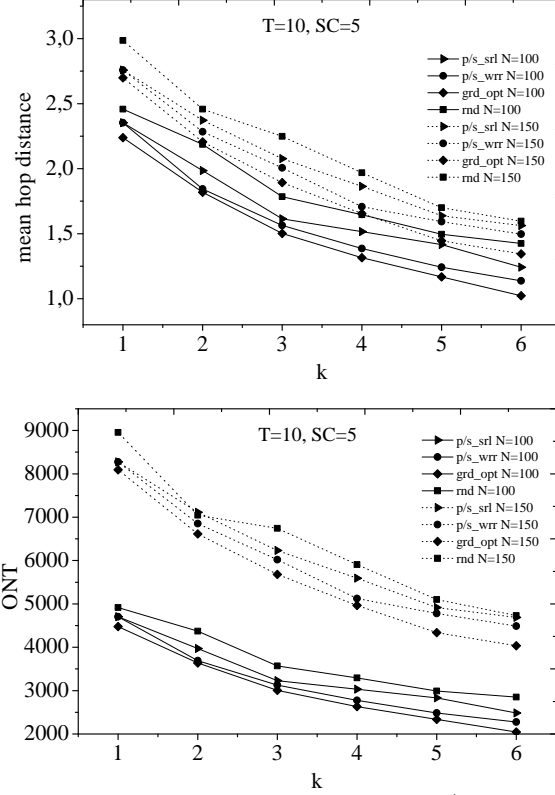 T=10, SC=5
3,0
2,5
2,0
1,5
1,0
mean hop distance
p/s_srl N=100
p/s_wrr N=100
grd_opt N=100
rnd N=100
p/s_srl N=150
p/s_wrr N=150
grd_opt N=150
rnd N=150
1 2 3 4 5 6
k
T=10, SC=5
9000
8000
7000
6000
5000
4000
3000
2000
ONT
p/s_srl N=100
p/s_wrr N=100
grd_opt N=100
rnd N=100
p/s_srl N=150
p/s_wrr N=150
grd_opt N=150
rnd N=150
1 2 3 4 5 6
k